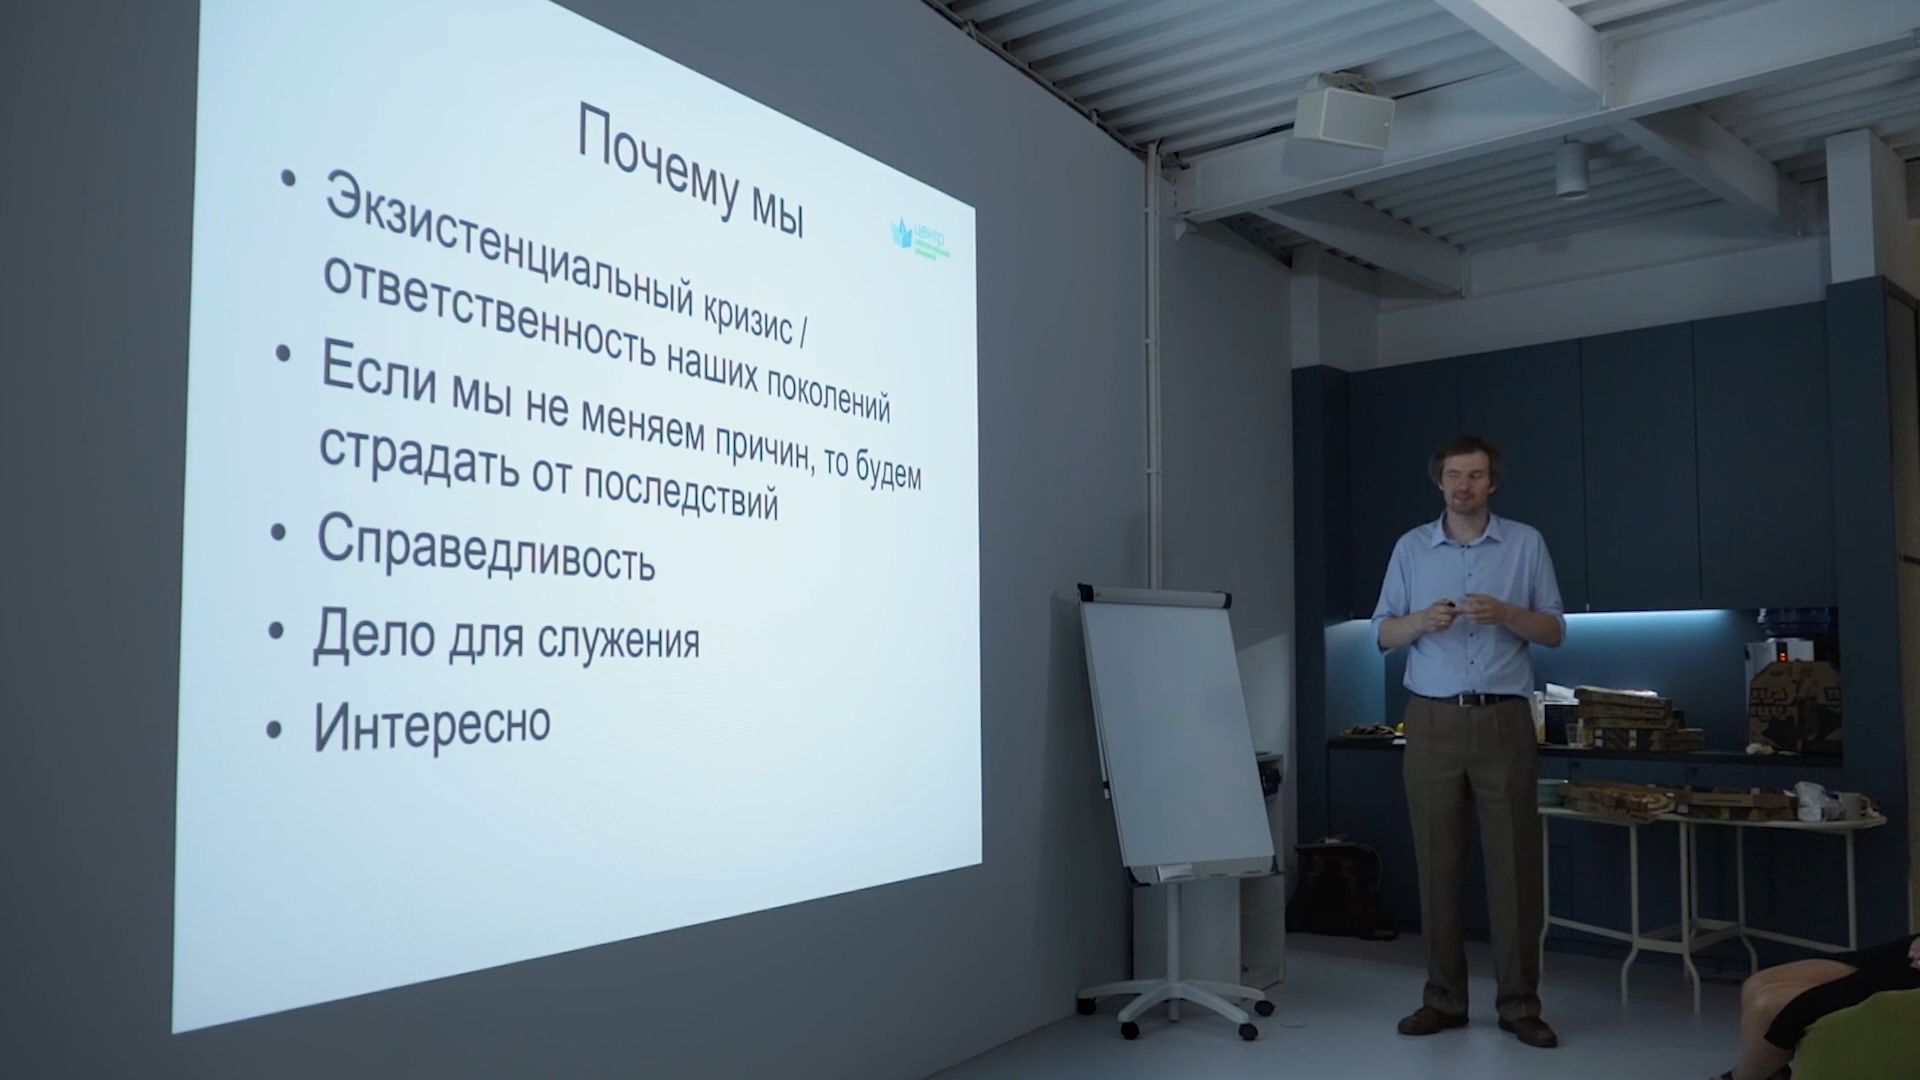 Почему мы
центр
• Экзистенциальный кризис /
ответственность наших поколений
• Если мы не меняем причин, то будем
страдать от последствий
• Справедливость
• Дело для служения
• Интересно